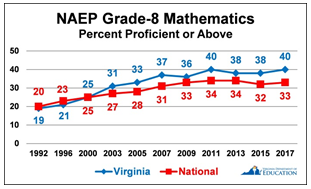 NAEP Grade-8 Mathematics
Percent Proficient or Above
50
40
30
20
10
0
20 23 25 31 33 37 36 40 38 38 40
19 21 25 27 28 31 33 34 34 32 33
1992 1996 2000 2003 2005 2007 2009 2011 2013 2015 2017
Virginia National
EDUCATION